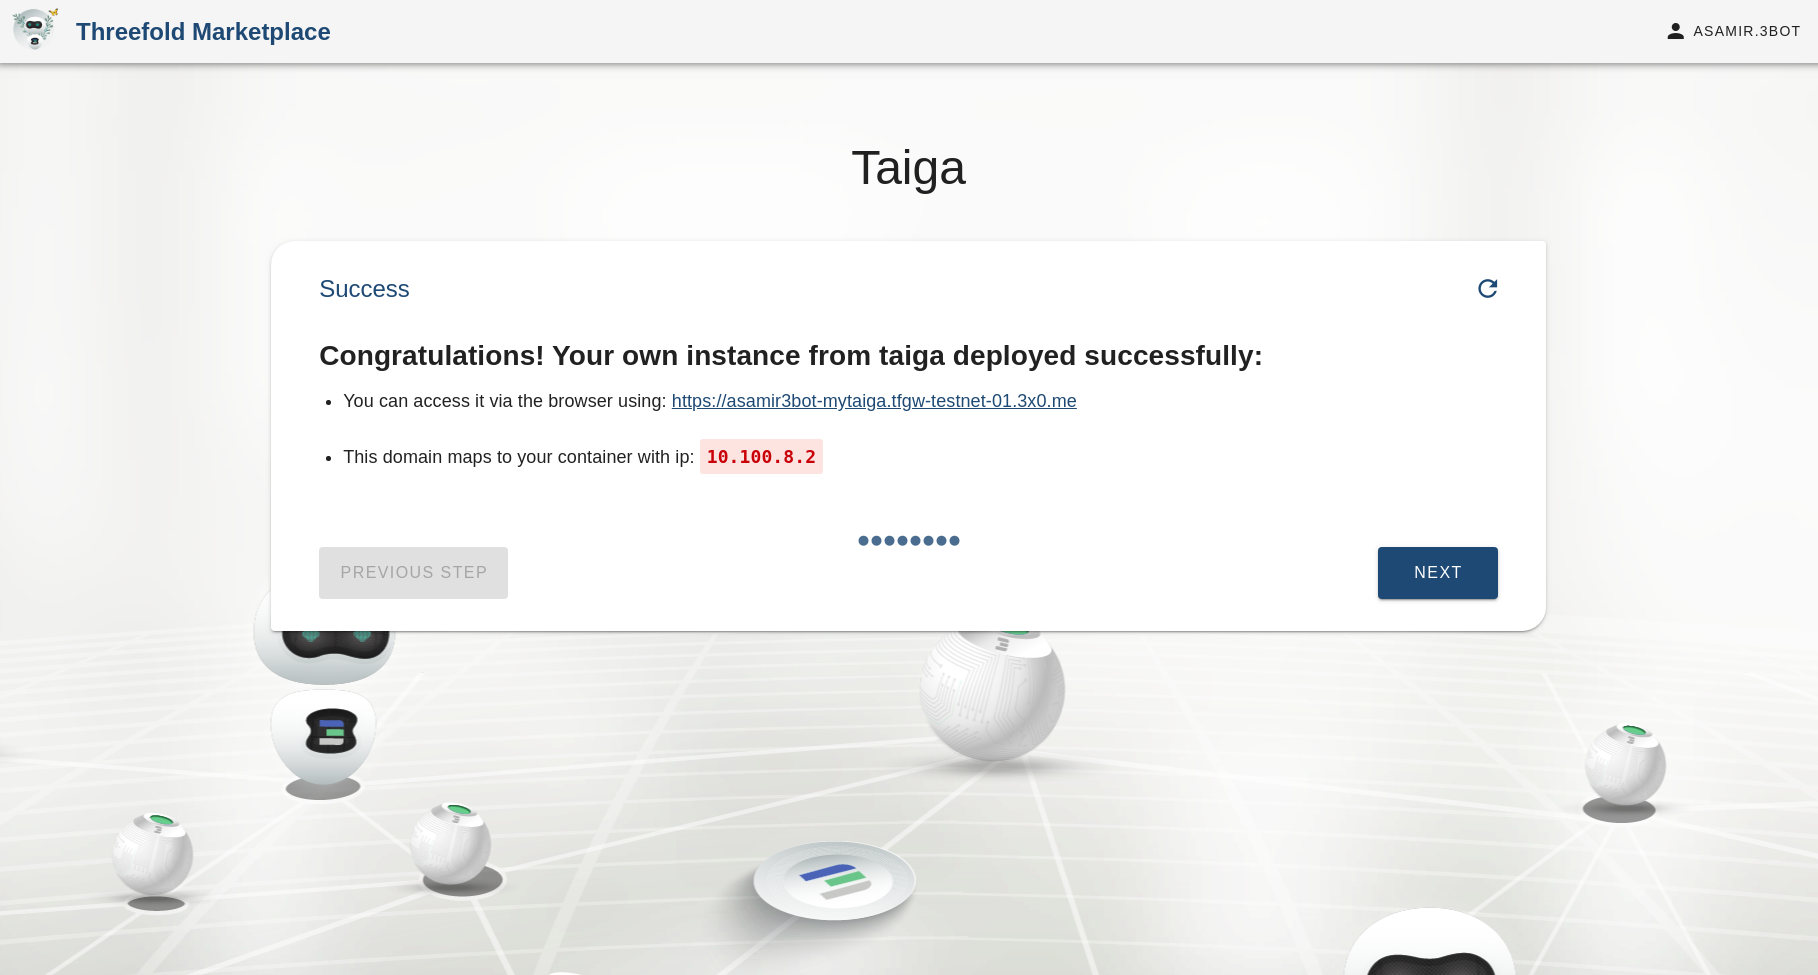 Threefold Marketplace
ASAMIR.3BOT
Taiga
Success
Congratulations! Your own instance from taiga deployed successfully:
You can access it via the browser using: https://asamir3bot-mytaiga.tfgw-testnet-01.3x0.me
This domain maps to your container with ip: 10.100.8.2
PREVIOUS STEP
NEXT